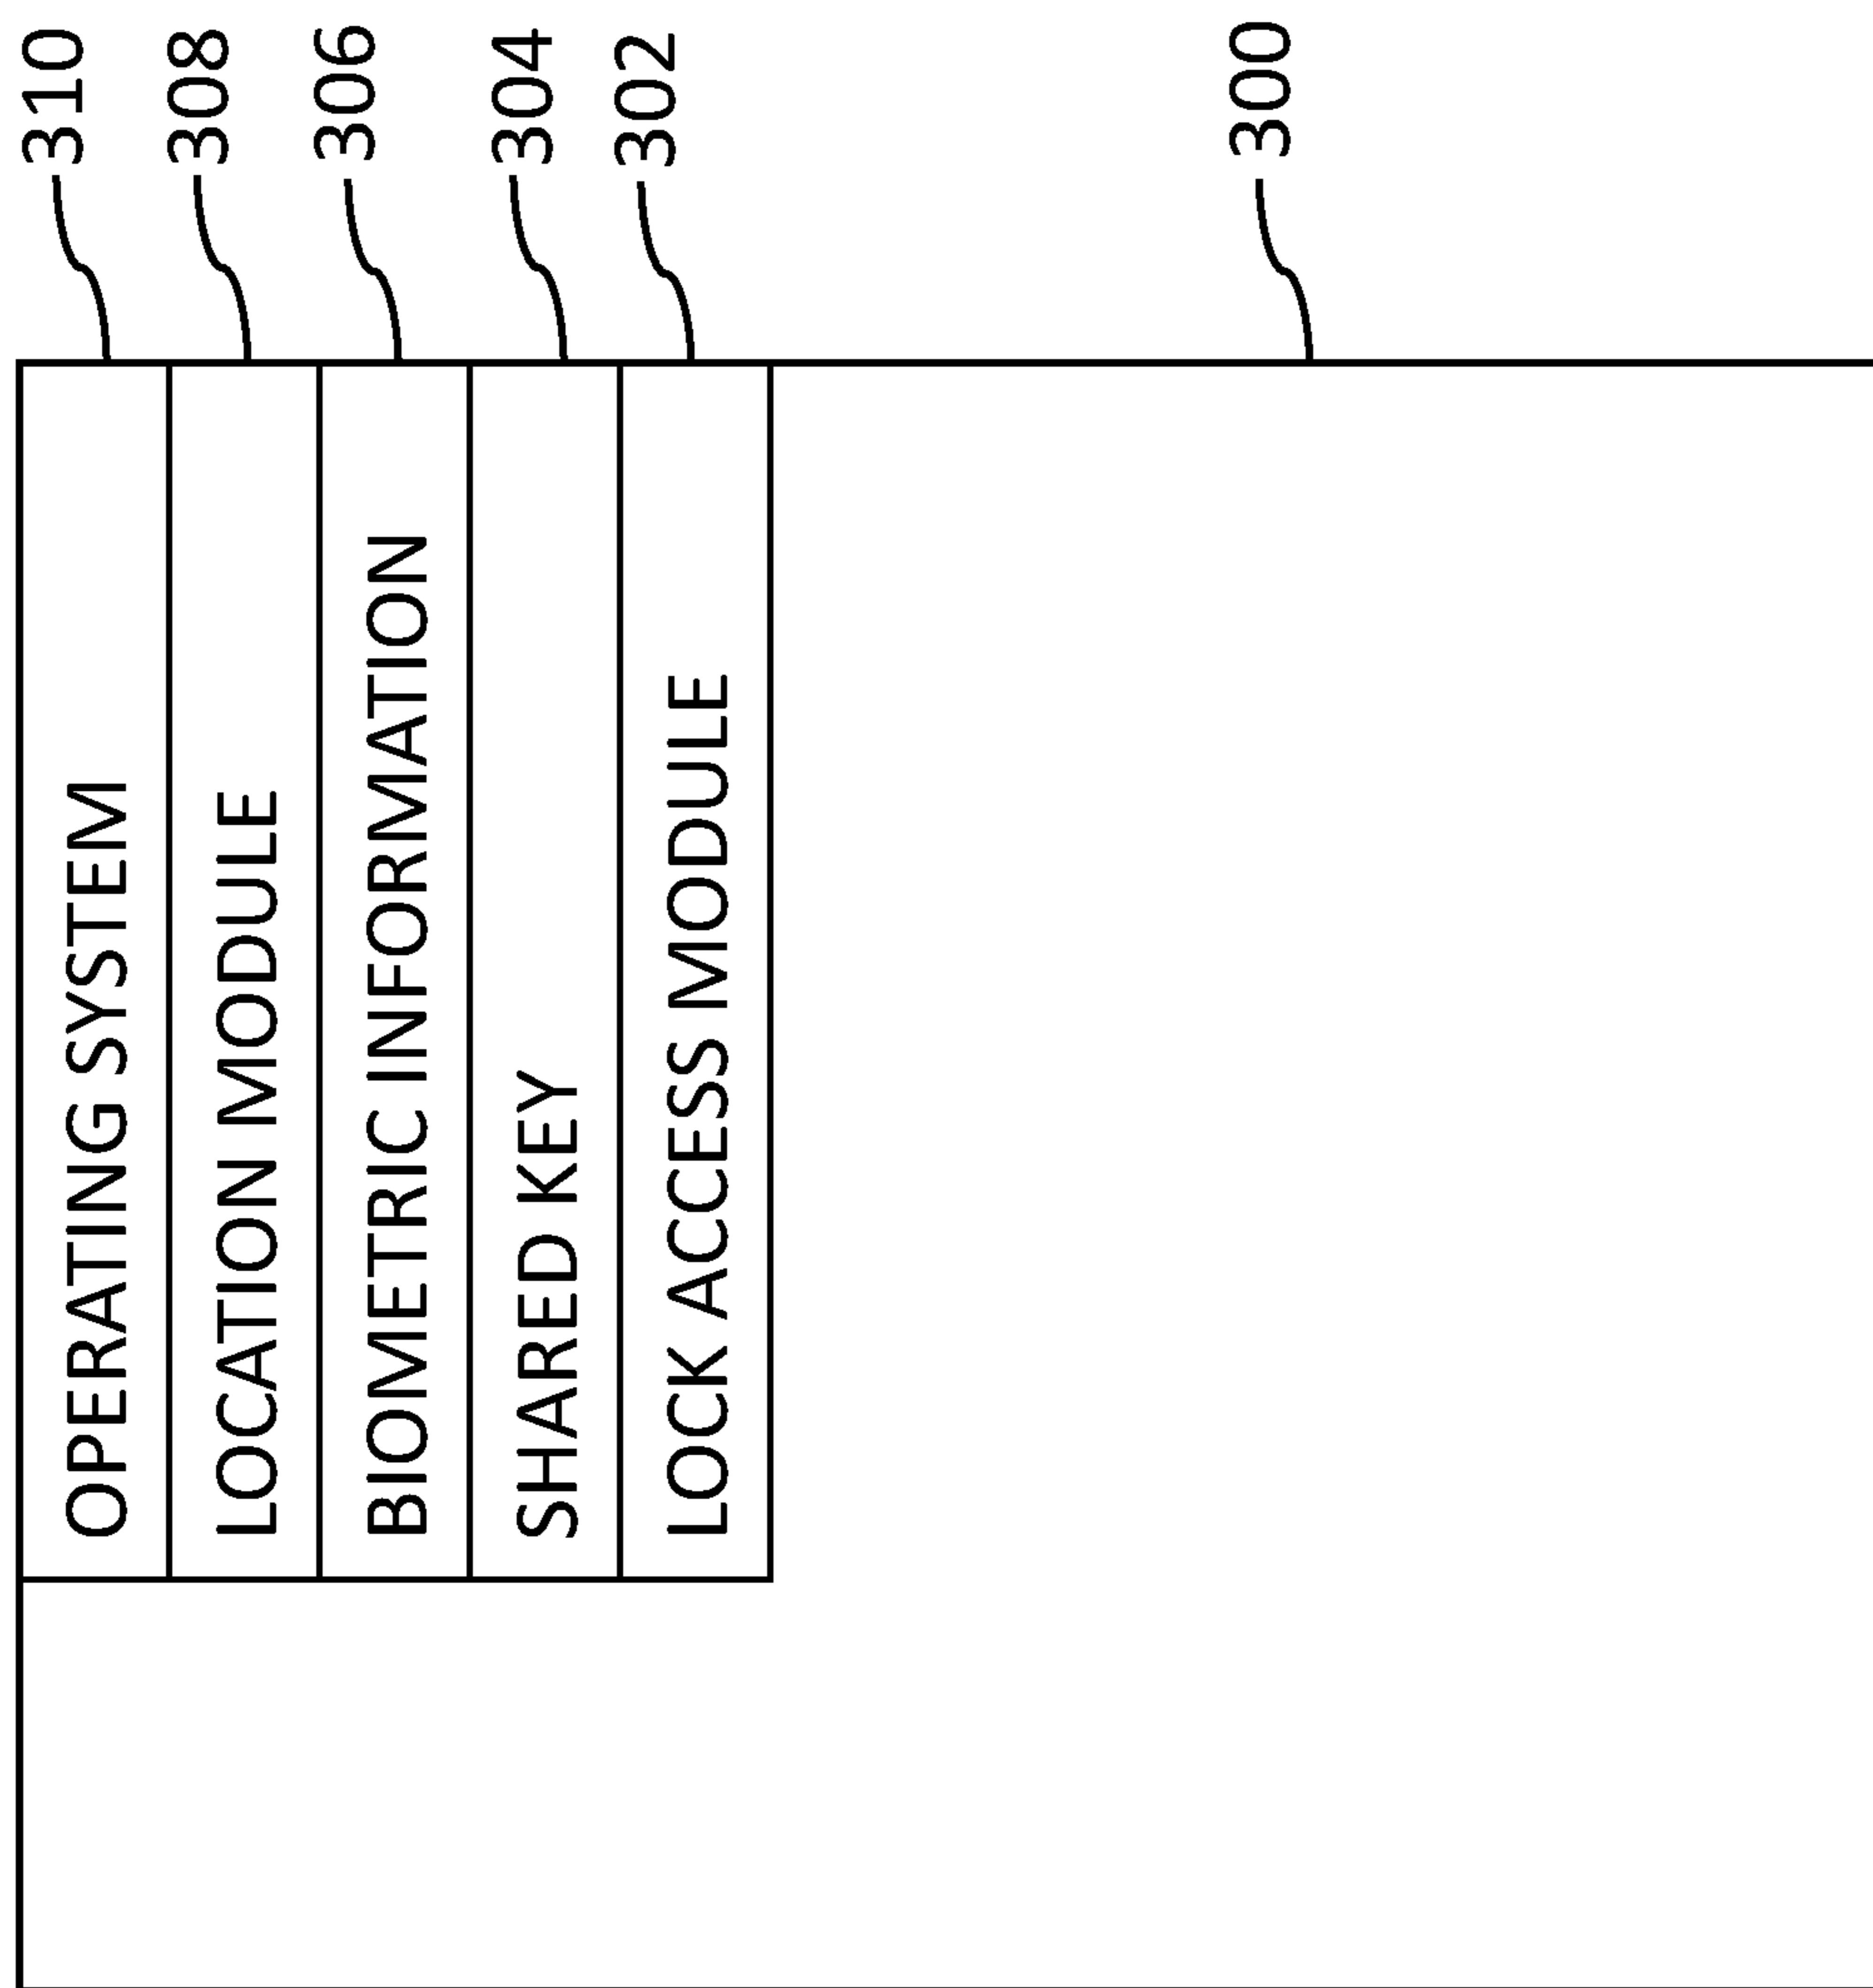 OPERATING SYSTEM 310
LOCATION MODULE 308
BIOMETRIC INFORMATION 306
SHARED KEY 304
LOCK ACCESS MODULE 302
300